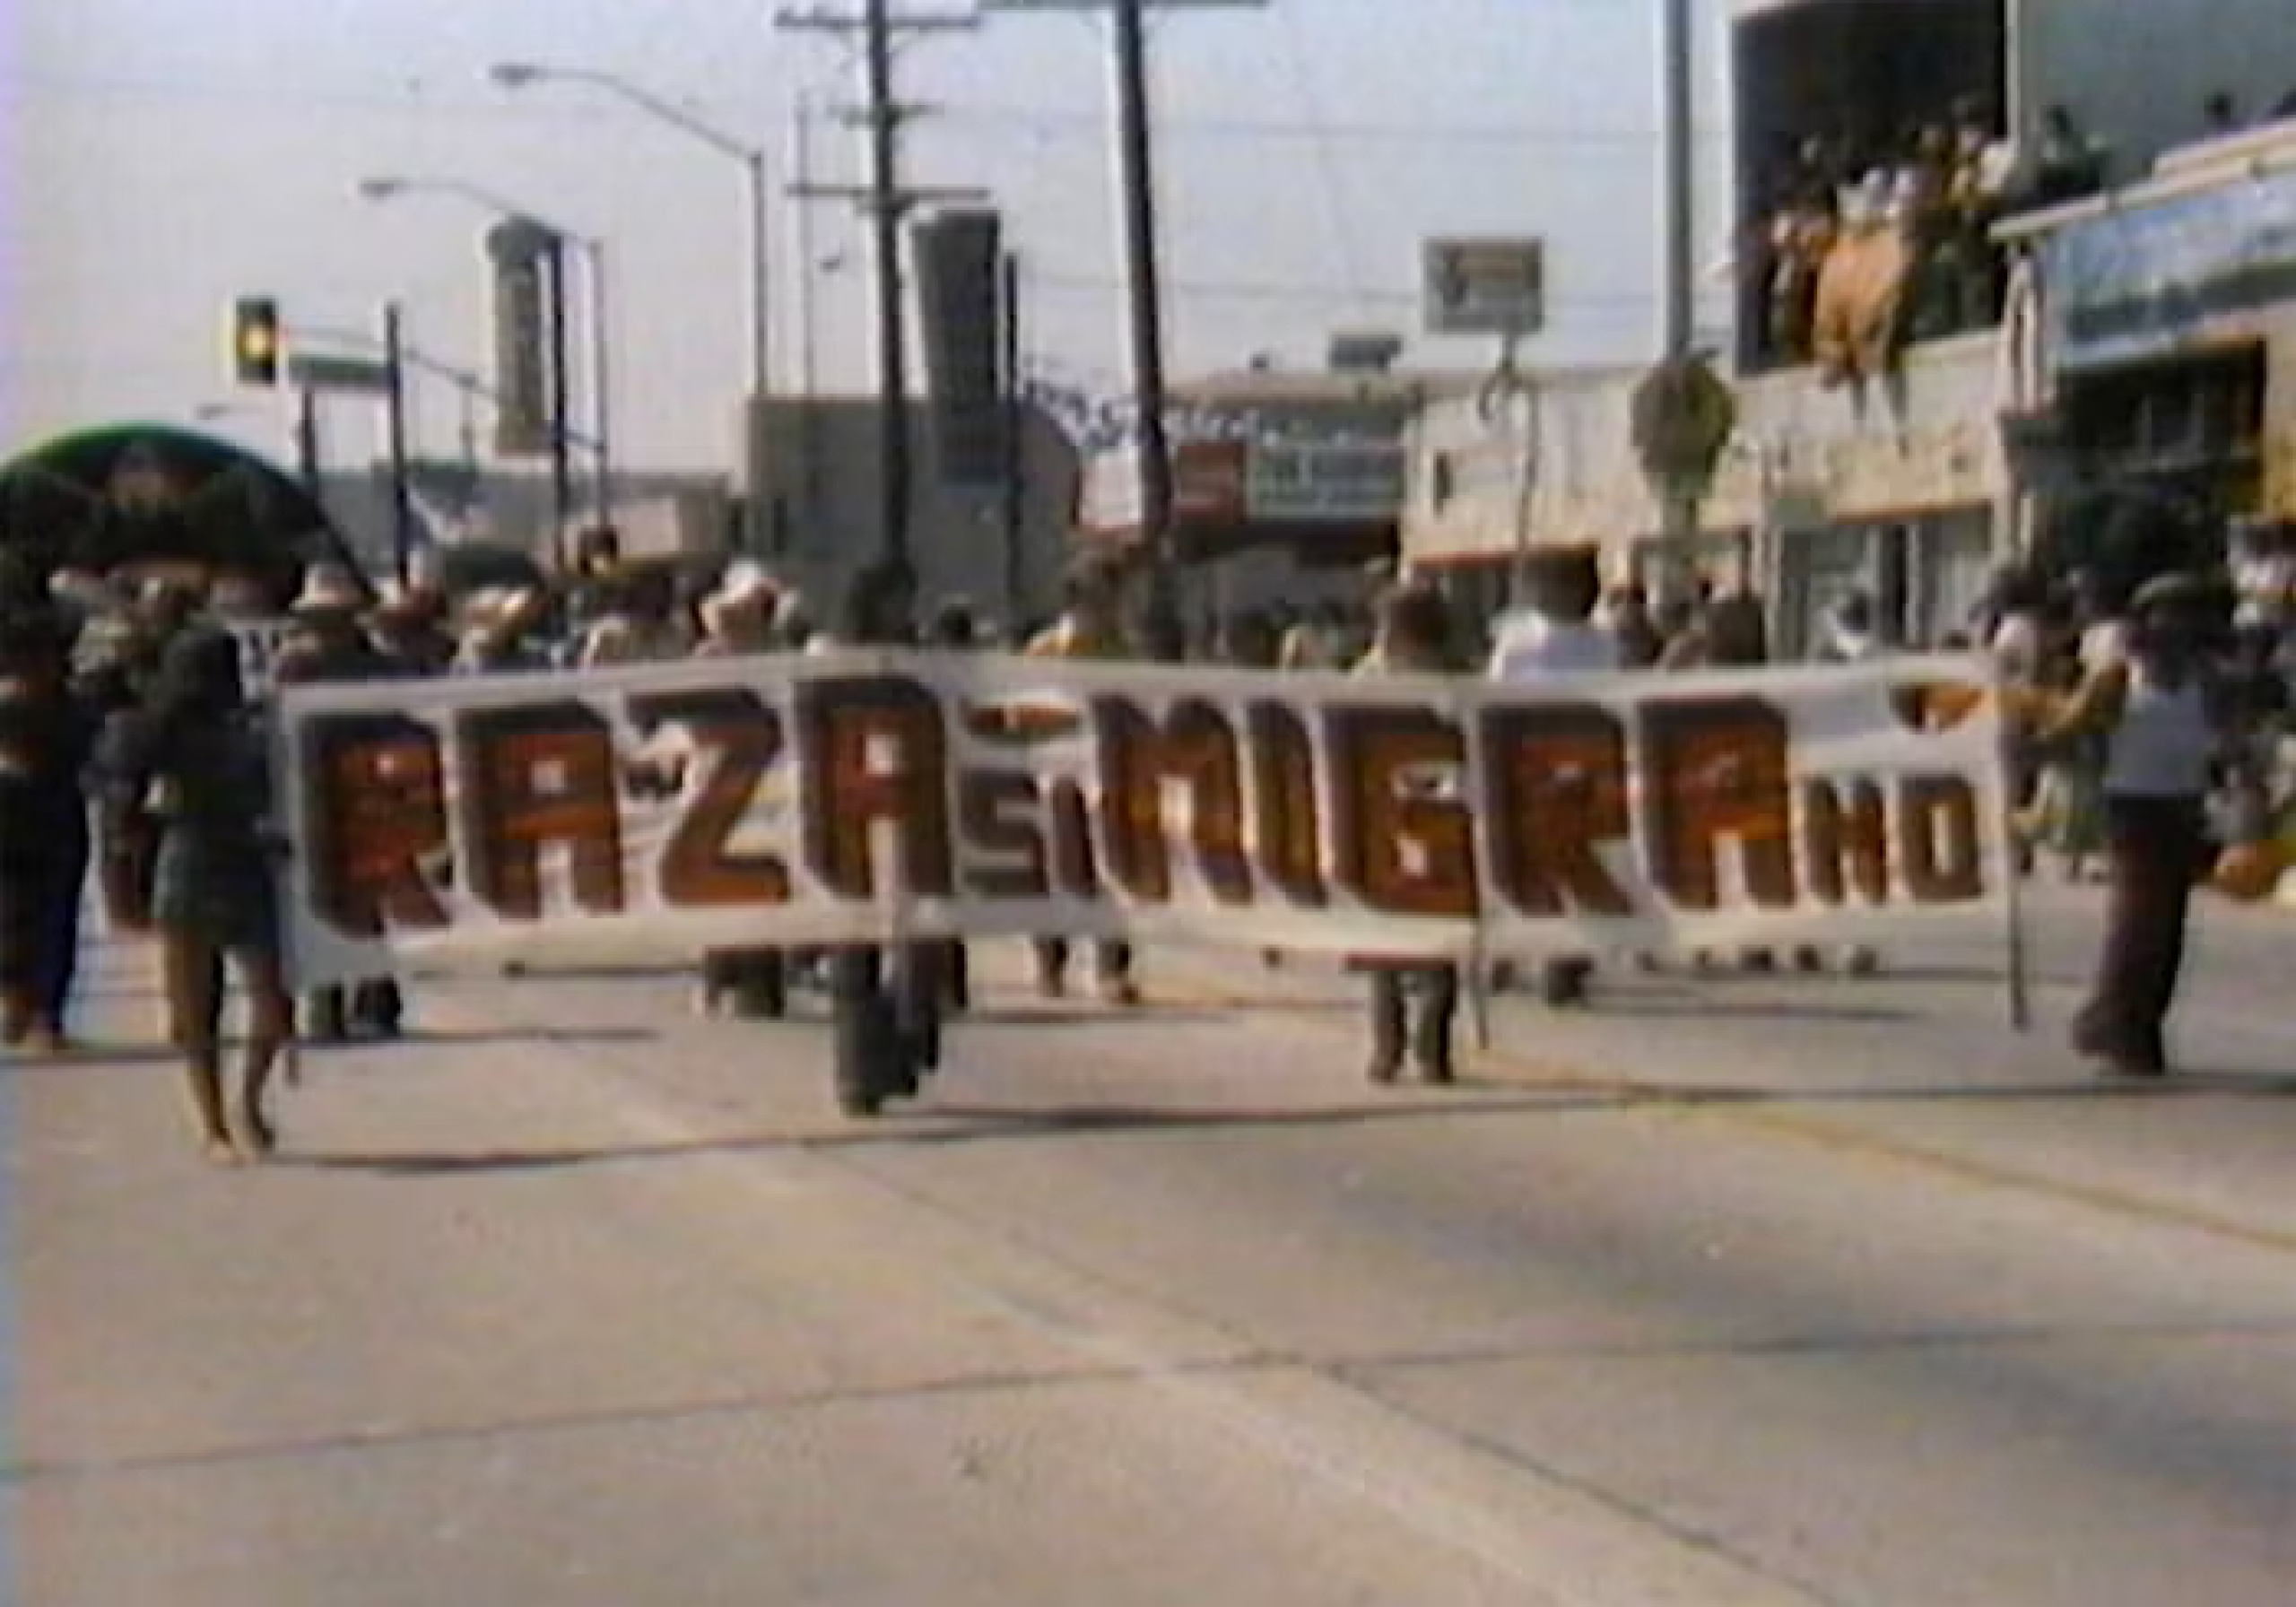 RAZA SI MIGRA NO